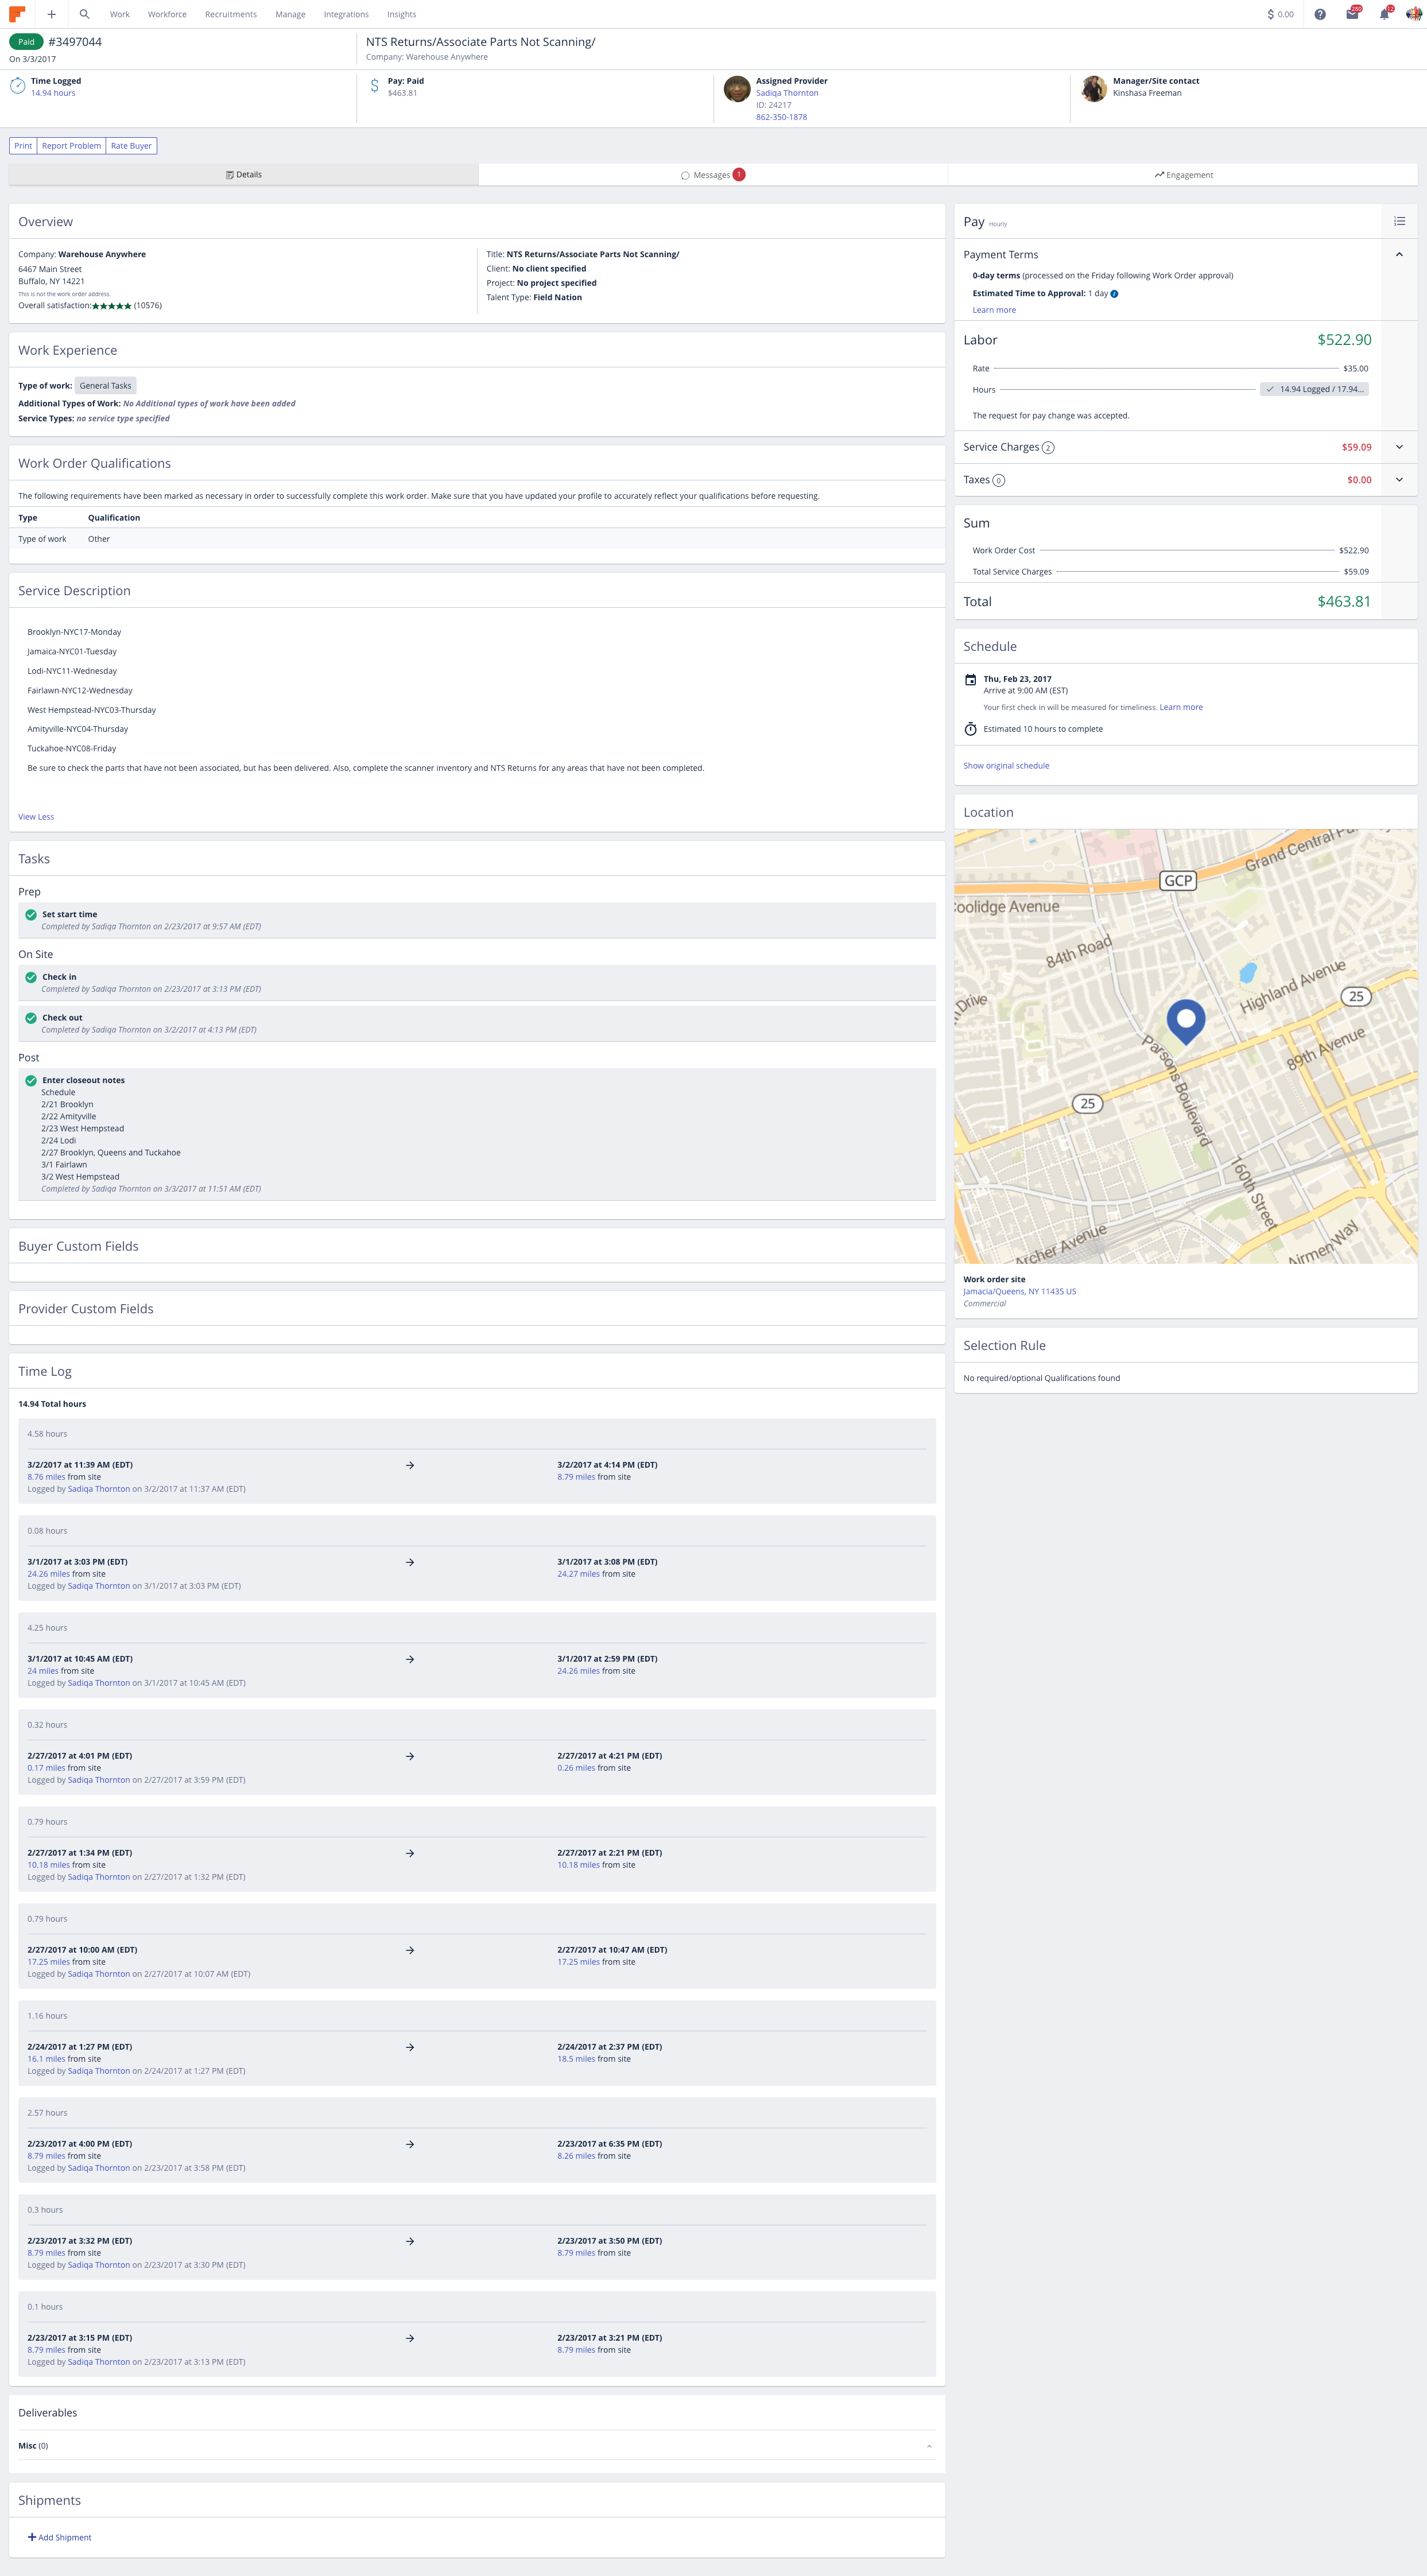 Work Workforce Recruitments Manage Integrations Insights
0.00 280 12
Paid #3497044
On 3/3/2017
NTS Returns/Associate Parts Not Scanning/
Company: Warehouse Anywhere
Time Logged
14.94 hours
Pay: Paid
$463.81
Assigned Provider
Sadiqa Thornton
ID: 24217
862-350-1878
Manager/Site contact
Kinshasa Freeman
Print Report Problem Rate Buyer
Details Messages 1 Engagement
Overview
Company: Warehouse Anywhere
6467 Main Street
Buffalo, NY 14221
This is not the work order address.
Overall satisfaction:★★★★★ (10576)
Title: NTS Returns/Associate Parts Not Scanning/
Client: No client specified
Project: No project specified
Talent Type: Field Nation
Work Experience
Type of work: General Tasks
Additional Types of Work: No Additional types of work have been added
Service Types: no service type specified
Work Order Qualifications
The following requirements have been marked as necessary in order to successfully complete this work order. Make sure that you have updated your profile to accurately reflect your qualifications before requesting.
Type Qualification
Type of work Other
Service Description
Brooklyn-NYC17-Monday
Jamaica-NYC01-Tuesday
Lodi-NYC11-Wednesday
Fairlawn-NYC12-Wednesday
West Hempstead-NYC03-Thursday
Amityville-NYC04-Thursday
Tuckahoe-NYC08-Friday
Be sure to check the parts that have not been associated, but has been delivered. Also, complete the scanner inventory and NTS Returns for any areas that have not been completed.
View Less
Tasks
Prep
Set start time
Completed by Sadiqa Thornton on 2/23/2017 at 9:57 AM (EDT)
On Site
Check in
Completed by Sadiqa Thornton on 2/23/2017 at 3:13 PM (EDT)
Check out
Completed by Sadiqa Thornton on 3/2/2017 at 4:13 PM (EDT)
Post
Enter closeout notes
Schedule
2/21 Brooklyn
2/22 Amityville
2/23 West Hempstead
2/24 Lodi
2/27 Brooklyn, Queens and Tuckahoe
3/1 Fairlawn
3/2 West Hempstead
Completed by Sadiqa Thornton on 3/3/2017 at 11:51 AM (EDT)
Buyer Custom Fields
Provider Custom Fields
Time Log
14.94 Total hours
4.58 hours
3/2/2017 at 11:39 AM (EDT) → 3/2/2017 at 4:14 PM (EDT)
8.76 miles from site 8.79 miles from site
Logged by Sadiqa Thornton on 3/2/2017 at 11:37 AM (EDT)
0.08 hours
3/1/2017 at 3:03 PM (EDT) → 3/1/2017 at 3:08 PM (EDT)
24.26 miles from site 24.27 miles from site
Logged by Sadiqa Thornton on 3/1/2017 at 3:03 PM (EDT)
4.25 hours
3/1/2017 at 10:45 AM (EDT) → 3/1/2017 at 2:59 PM (EDT)
24 miles from site 24.26 miles from site
Logged by Sadiqa Thornton on 3/1/2017 at 10:45 AM (EDT)
0.32 hours
2/27/2017 at 4:01 PM (EDT) → 2/27/2017 at 4:21 PM (EDT)
0.17 miles from site 0.26 miles from site
Logged by Sadiqa Thornton on 2/27/2017 at 3:59 PM (EDT)
0.79 hours
2/27/2017 at 1:34 PM (EDT) → 2/27/2017 at 2:21 PM (EDT)
10.18 miles from site 10.18 miles from site
Logged by Sadiqa Thornton on 2/27/2017 at 1:32 PM (EDT)
0.79 hours
2/27/2017 at 10:00 AM (EDT) → 2/27/2017 at 10:47 AM (EDT)
17.25 miles from site 17.25 miles from site
Logged by Sadiqa Thornton on 2/27/2017 at 10:07 AM (EDT)
1.16 hours
2/24/2017 at 1:27 PM (EDT) → 2/24/2017 at 2:37 PM (EDT)
16.1 miles from site 18.5 miles from site
Logged by Sadiqa Thornton on 2/24/2017 at 1:27 PM (EDT)
2.57 hours
2/23/2017 at 4:00 PM (EDT) → 2/23/2017 at 6:35 PM (EDT)
8.79 miles from site 8.26 miles from site
Logged by Sadiqa Thornton on 2/23/2017 at 3:58 PM (EDT)
0.3 hours
2/23/2017 at 3:32 PM (EDT) → 2/23/2017 at 3:50 PM (EDT)
8.79 miles from site 8.79 miles from site
Logged by Sadiqa Thornton on 2/23/2017 at 3:30 PM (EDT)
0.1 hours
2/23/2017 at 3:15 PM (EDT) → 2/23/2017 at 3:21 PM (EDT)
8.79 miles from site 8.79 miles from site
Logged by Sadiqa Thornton on 2/23/2017 at 3:13 PM (EDT)
Deliverables
Misc (0)
Shipments
+ Add Shipment
Pay Hourly
Payment Terms
0-day terms (processed on the Friday following Work Order approval)
Estimated Time to Approval: 1 day
Learn more
Labor $522.90
Rate $35.00
Hours 14.94 Logged / 17.94...
The request for pay change was accepted.
Service Charges 2 $59.09
Taxes 0 $0.00
Sum
Work Order Cost $522.90
Total Service Charges $59.09
Total $463.81
Schedule
Thu, Feb 23, 2017
Arrive at 9:00 AM (EST)
Your first check in will be measured for timeliness. Learn more
Estimated 10 hours to complete
Show original schedule
Location
Grand Central Pa
GCP
Coolidge Avenue
84th Road
Highland Avenue
25
Drive
89th Avenue
Parsons Boulevard
25
160th Street
Archer Avenue
Airmen Way
Work order site
Jamacia/Queens, NY 11435 US
Commercial
Selection Rule
No required/optional Qualifications found